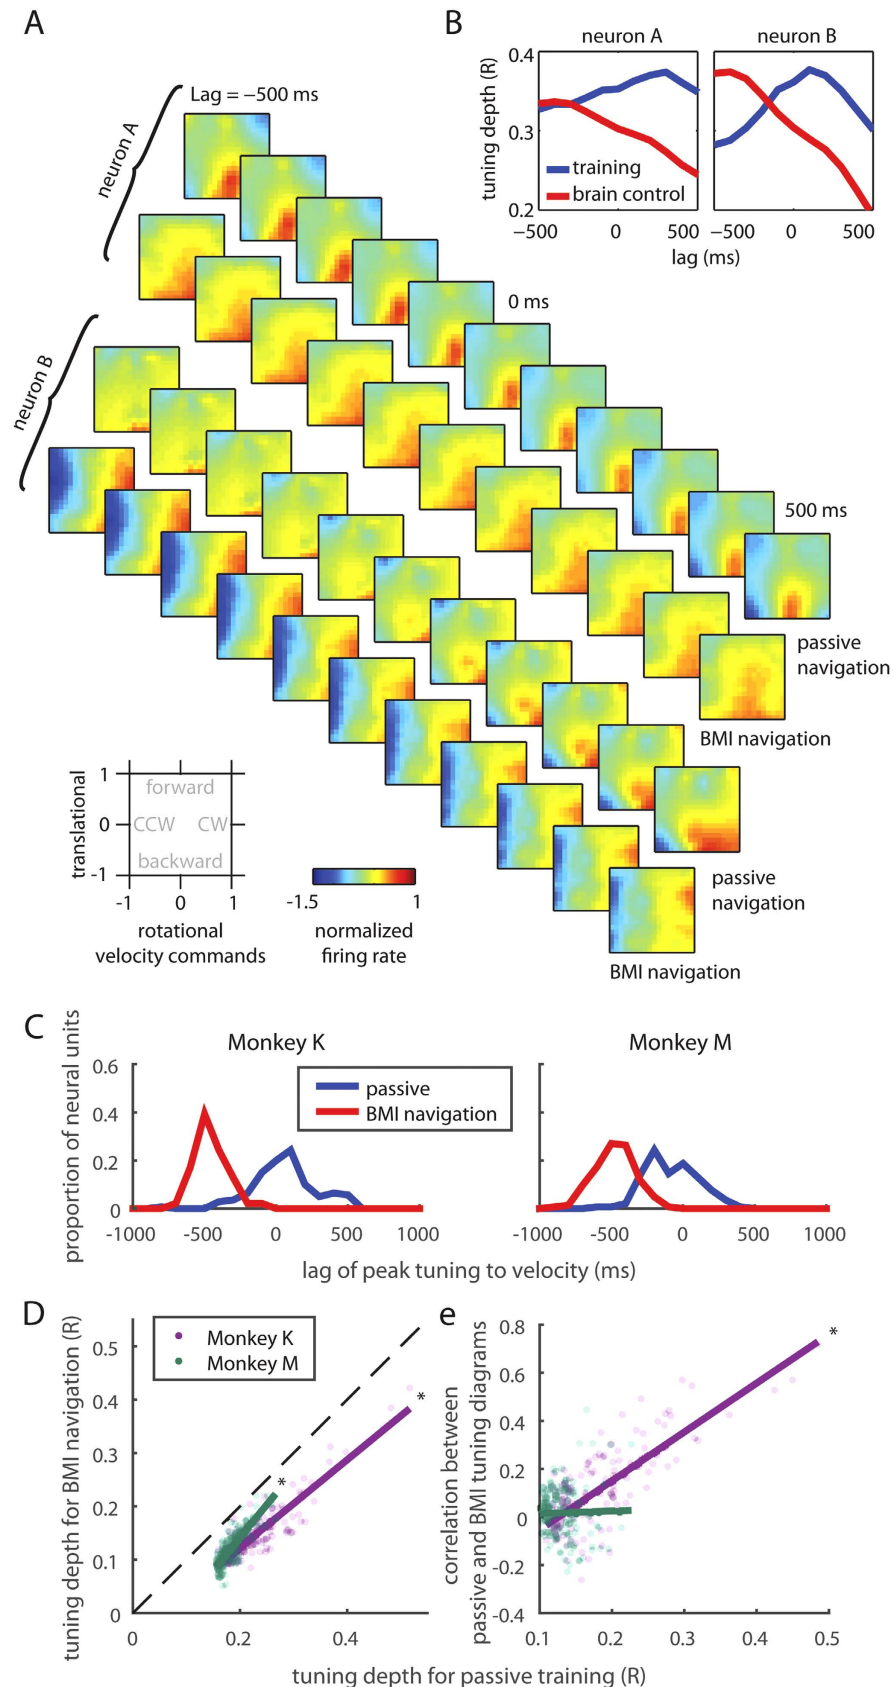 A
B
neuron A
neuron B
0.4
0.3
0.2
tuning depth (R)
training
brain control
−500
0
500
−500
0
500
lag (ms)
Lag = −500 ms
neuron A
0 ms
neuron B
500 ms
passive
navigation
BMI navigation
passive
navigation
BMI navigation
translational
1
0
-1
forward
CCW
CW
backward
-1
0
1
rotational
velocity commands
-1.5
1
normalized
firing rate
C
Monkey K
Monkey M
proportion of neural units
0.6
0.4
0.2
0
passive
BMI navigation
-1000
-500
0
500
1000
-1000
-500
0
500
1000
lag of peak tuning to velocity (ms)
D
tuning depth for BMI navigation (R)
0.5
0.4
0.3
0.2
0.1
0
Monkey K
Monkey M
*
*
0
0.2
0.4
e
correlation between
passive and BMI tuning diagrams
0.8
0.6
0.4
0.2
0
-0.2
-0.4
*
0.1
0.2
0.3
0.4
0.5
tuning depth for passive training (R)